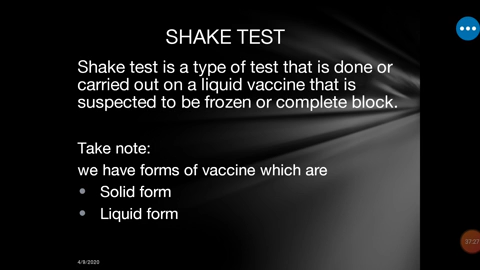 SHAKE TEST
Shake test is a type of test that is done or
carried out on a liquid vaccine that is
suspected to be frozen or complete block.
Take note:
we have forms of vaccine which are
Solid form
Liquid form
4/9/2020
37:27